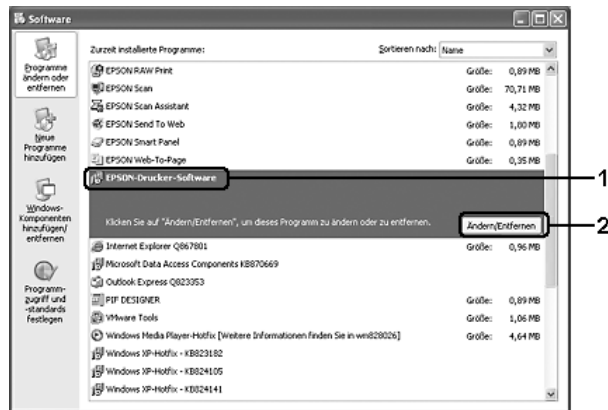 Software
Programme ändern oder entfernen
Neue Programme hinzufügen
Windows-Komponenten hinzufügen/entfernen
Programm-zugriff und -standards festlegen
Zurzeit installierte Programme:
Sortieren nach: Name
EPSON RAW Print Größe: 0,89 MB
EPSON Scan Größe: 70,71 MB
EPSON Scan Assistant Größe: 4,32 MB
EPSON Send To Web Größe: 1,80 MB
EPSON Smart Panel Größe: 0,89 MB
EPSON Web-To-Page Größe: 0,35 MB
EPSON-Drucker-Software
1
Klicken Sie auf "Ändern/Entfernen", um dieses Programm zu ändern oder zu entfernen.
Ändern/Entfernen
2
Internet Explorer Q867801 Größe: 0,96 MB
Microsoft Data Access Components KB870669
Outlook Express Q823353
PIF DESIGNER Größe: 0,89 MB
VMware Tools Größe: 1,06 MB
Windows Media Player-Hotfix [Weitere Informationen finden Sie in wm828026] Größe: 4,64 MB
Windows XP-Hotfix - KB823182
Windows XP-Hotfix - KB824105
Windows XP-Hotfix - KB824141